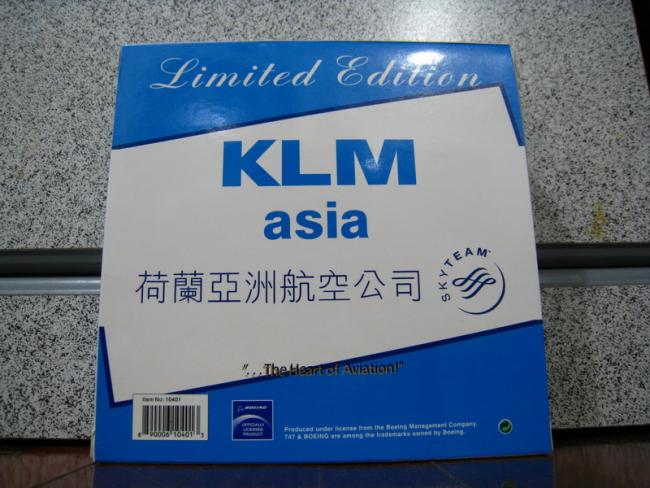 Limited Edition
KLM
asia
荷蘭亞洲航空公司
SKYTEAM
"...The Heart of Aviation!"
Item No: 10401
BOEING
OFFICIALLY
LICENSED
PRODUCT
Produced under license from the Boeing Management Company.
747 & BOEING are among the trademarks owned by Boeing.